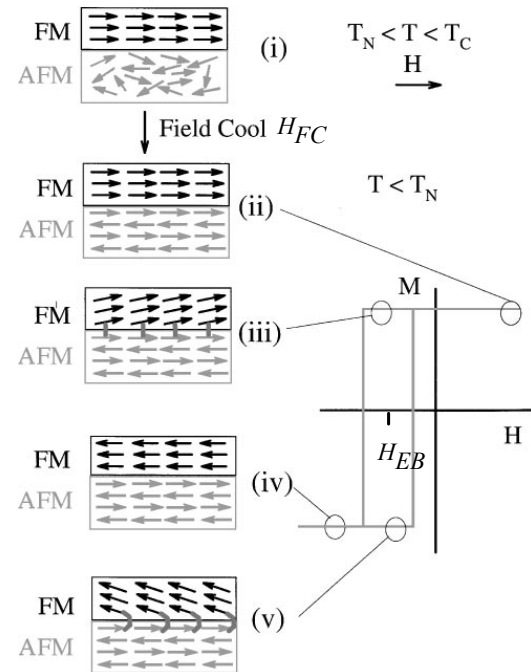 FM
(i)
T_N < T < T_C
AFM
H
Field Cool H_FC
FM
T < T_N
(ii)
AFM
M
FM
(iii)
AFM
H
H_EB
FM
(iv)
AFM
FM
(v)
AFM